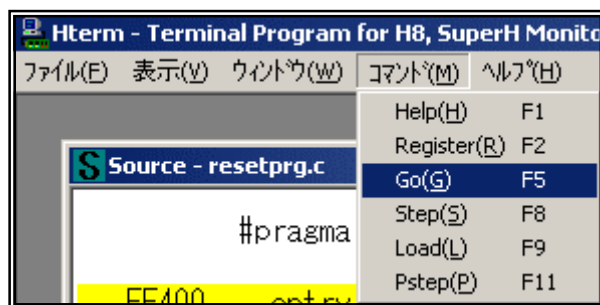 Hterm - Terminal Program for H8, SuperH Monito
ﾌｧｲﾙ(F) 表示(V) ｳｨﾝﾄﾞｳ(W) ｺﾏﾝﾄﾞ(M) ﾍﾙﾌﾟ(H)
Help(H) F1
Register(R) F2
Source - resetprg.c
Go(G) F5
#pragma
Step(S) F8
Load(L) F9
Pstep(P) F11
FF400 entry